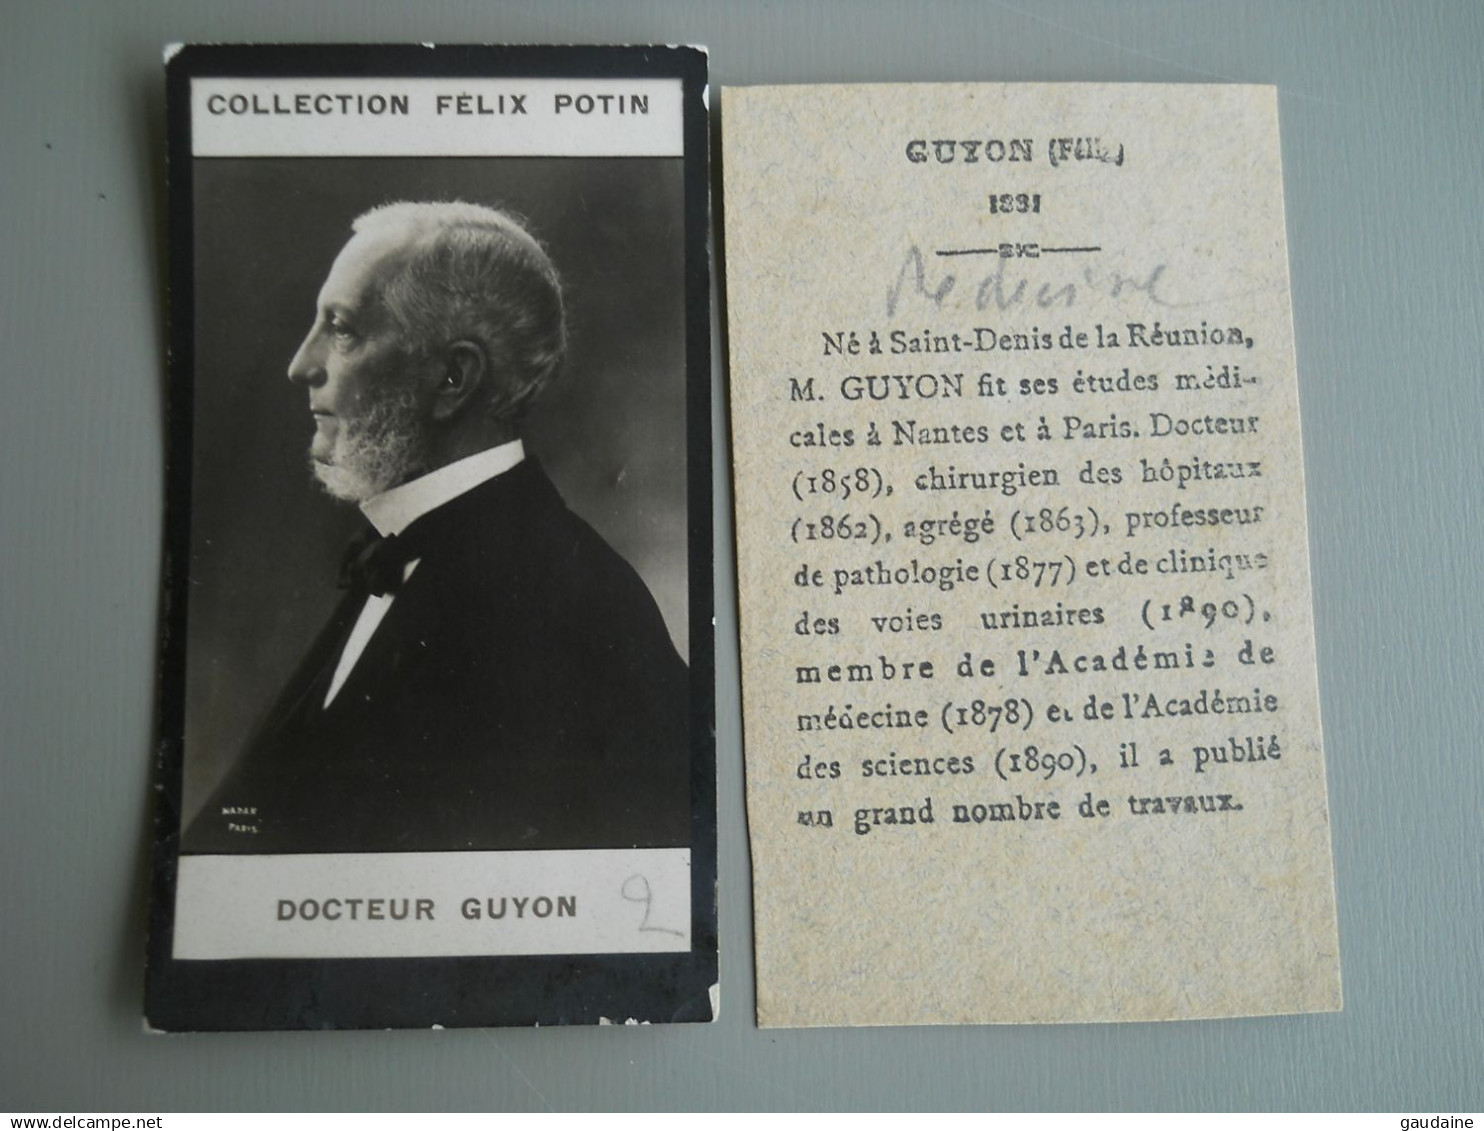 COLLECTION FÉLIX POTIN
NADAR
PARIS
DOCTEUR GUYON
2
GUYON (Félix)
1831
Médecine
Né à Saint-Denis de la Réunion,
M. GUYON fit ses études médi-
cales à Nantes et à Paris. Docteur
(1858), chirurgien des hôpitaux
(1862), agrégé (1863), professeur
de pathologie (1877) et de clinique
des voies urinaires (1890),
membre de l'Académie de
médecine (1878) et de l'Académie
des sciences (1890), il a publié
un grand nombre de travaux.
www.delcampe.net
gaudaine